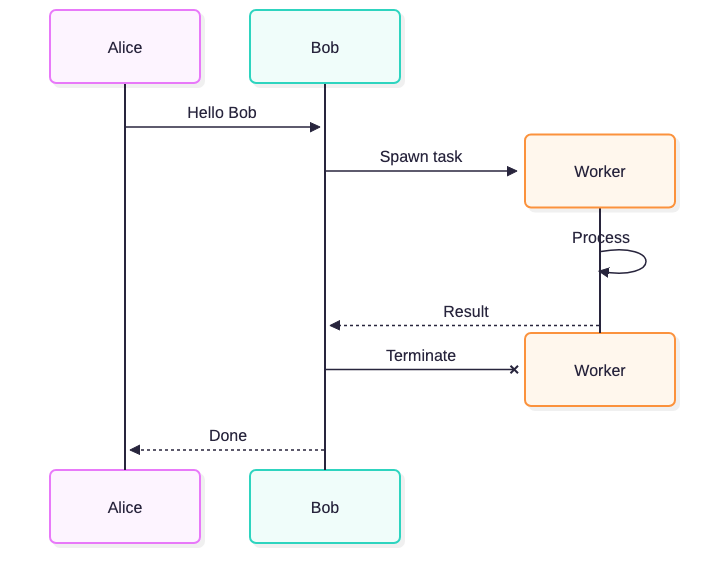 Alice
Bob
Hello Bob
Spawn task
Worker
Process
Result
Terminate
Worker
Done
Alice
Bob